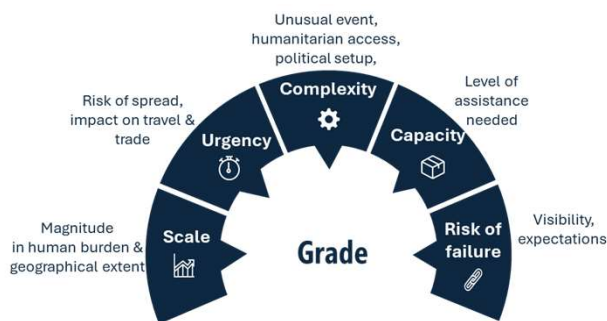 Unusual event,
humanitarian access,
political setup,
Complexity
Risk of spread,
impact on travel &
trade
Urgency
Level of
assistance
needed
Capacity
Magnitude
in human burden &
geographical extent
Scale
Grade
Risk of
failure
Visibility,
expectations